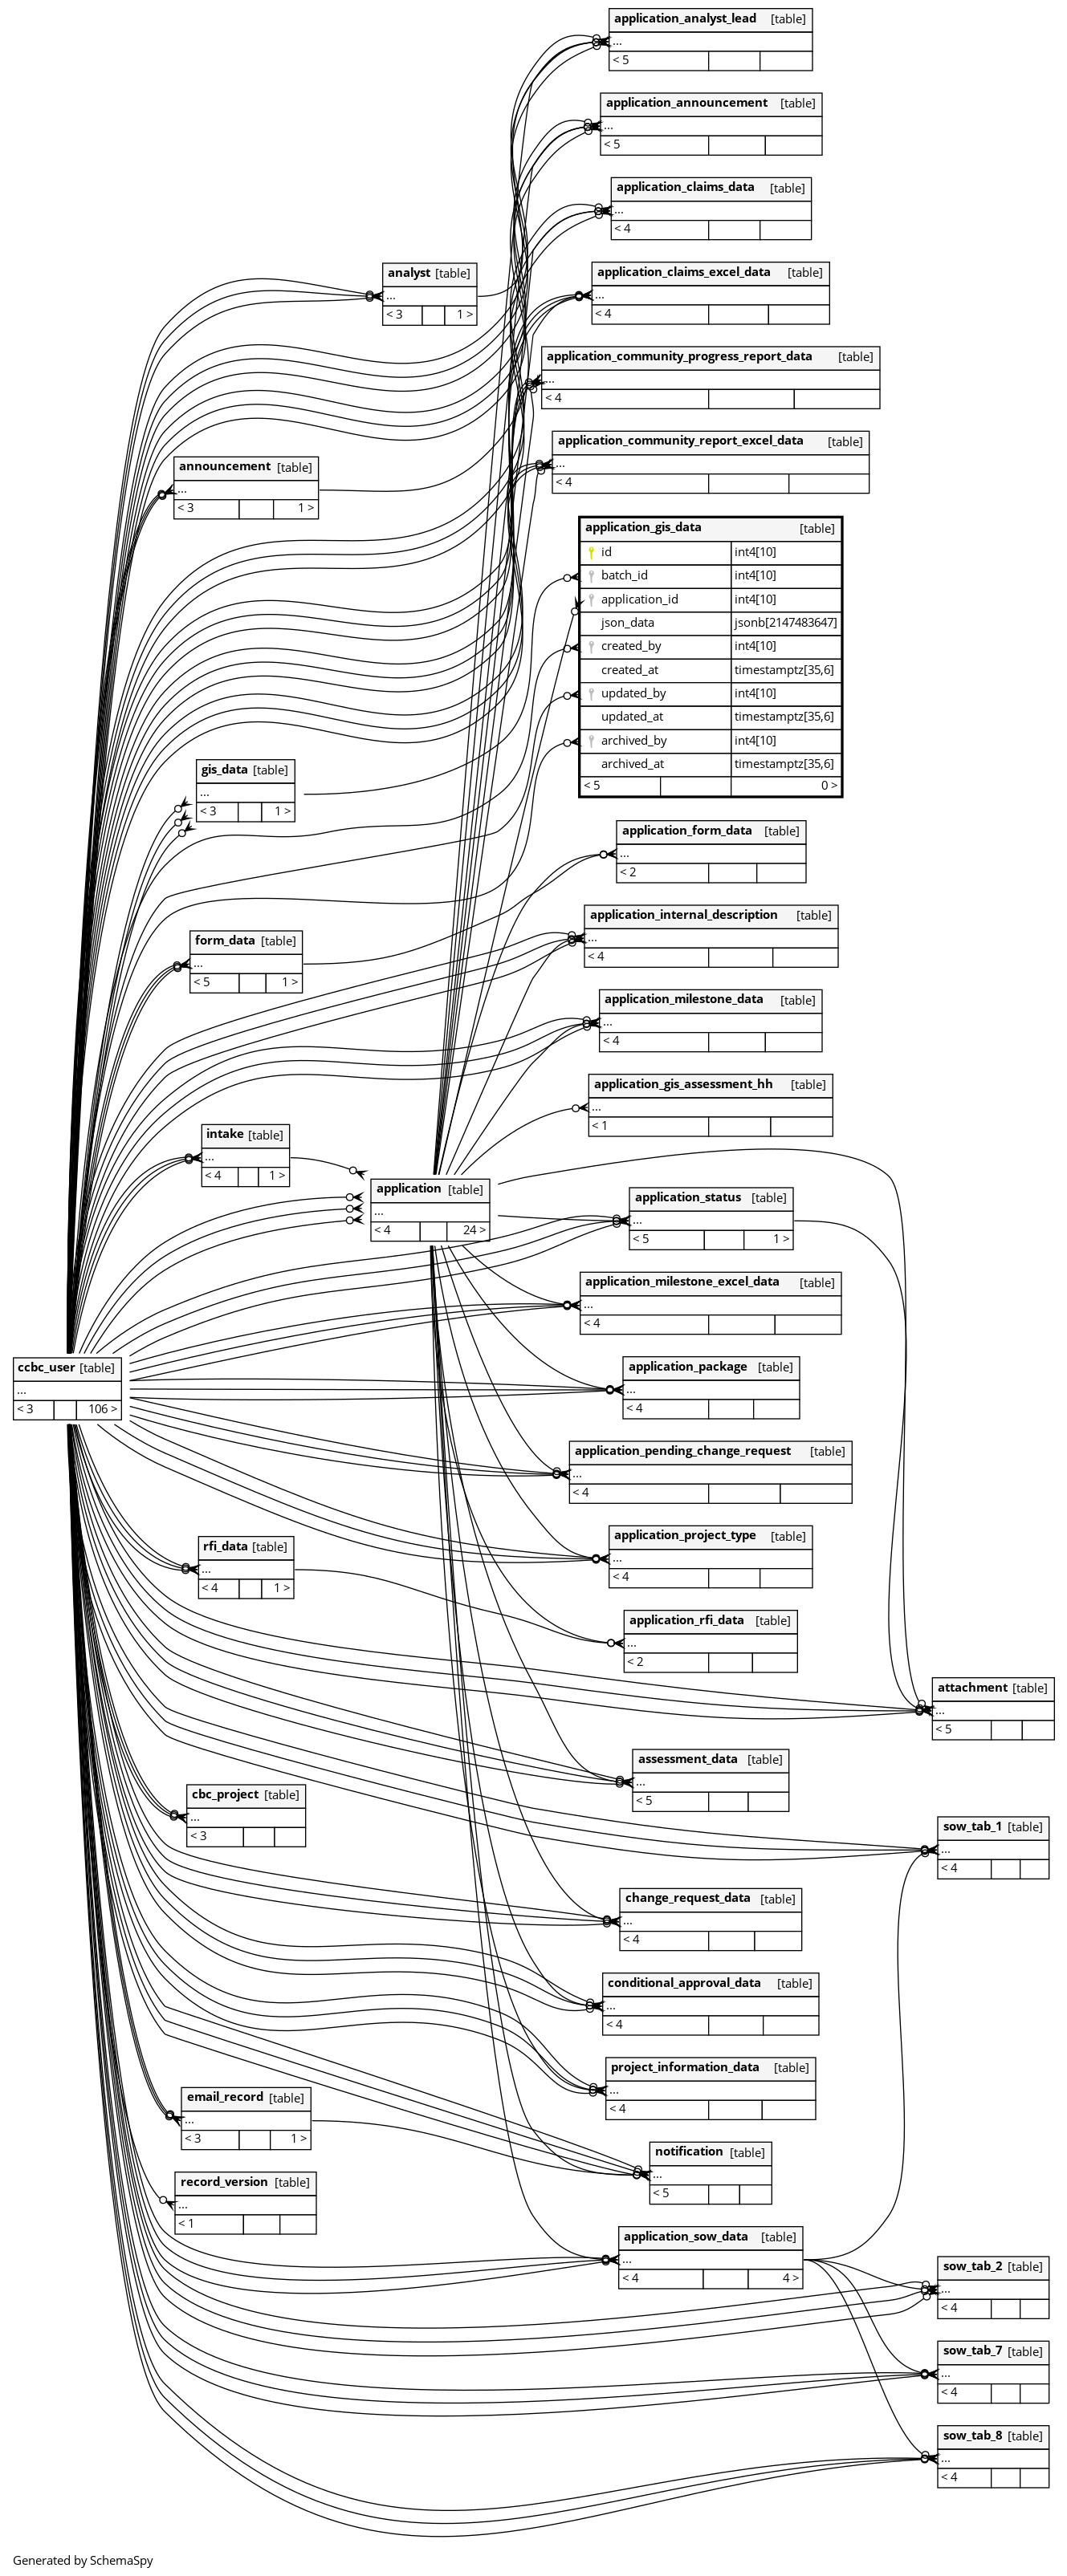 application_analyst_lead [table]
...
< 5
application_announcement [table]
...
< 5
application_claims_data [table]
...
< 4
analyst [table]
...
< 3 1 >
application_claims_excel_data [table]
...
< 4
application_community_progress_report_data [table]
...
< 4
application_community_report_excel_data [table]
...
< 4
announcement [table]
...
< 3 1 >
application_gis_data [table]
id int4[10]
batch_id int4[10]
application_id int4[10]
json_data jsonb[2147483647]
created_by int4[10]
created_at timestamptz[35,6]
updated_by int4[10]
updated_at timestamptz[35,6]
archived_by int4[10]
archived_at timestamptz[35,6]
< 5 0 >
gis_data [table]
...
< 3 1 >
application_form_data [table]
...
< 2
application_internal_description [table]
...
< 4
form_data [table]
...
< 5 1 >
application_milestone_data [table]
...
< 4
application_gis_assessment_hh [table]
...
< 1
intake [table]
...
< 4 1 >
application [table]
...
< 4 24 >
application_status [table]
...
< 5 1 >
application_milestone_excel_data [table]
...
< 4
ccbc_user [table]
...
< 3 106 >
application_package [table]
...
< 4
application_pending_change_request [table]
...
< 4
application_project_type [table]
...
< 4
rfi_data [table]
...
< 4 1 >
application_rfi_data [table]
...
< 2
attachment [table]
...
< 5
assessment_data [table]
...
< 5
cbc_project [table]
...
< 3
sow_tab_1 [table]
...
< 4
change_request_data [table]
...
< 4
conditional_approval_data [table]
...
< 4
project_information_data [table]
...
< 4
email_record [table]
...
< 3 1 >
notification [table]
...
< 5
record_version [table]
...
< 1
application_sow_data [table]
...
< 4 4 >
sow_tab_2 [table]
...
< 4
sow_tab_7 [table]
...
< 4
sow_tab_8 [table]
...
< 4
Generated by SchemaSpy